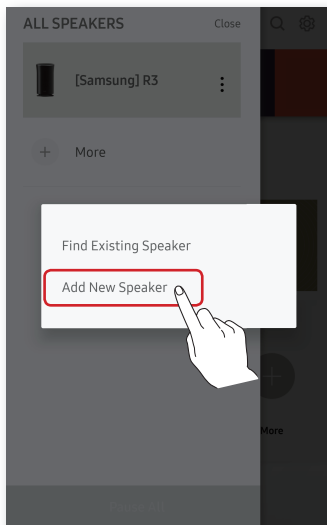 ALL SPEAKERS Close
[Samsung] R3
More
Find Existing Speaker
Add New Speaker
More